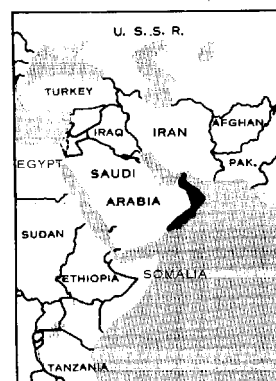 U. S. S. R.
TURKEY
IRAQ
IRAN
AFGHAN.
PAK.
EGYPT
SAUDI
ARABIA
SUDAN
ETHIOPIA
SOMALIA
TANZANIA